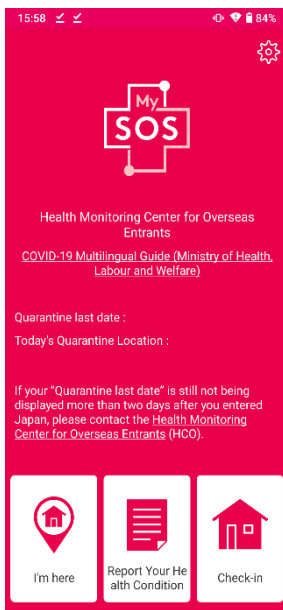 15:58 84%
My
SOS
Health Monitoring Center for Overseas
Entrants
COVID-19 Multilingual Guide (Ministry of Health,
Labour and Welfare)
Quarantine last date :
Today's Quarantine Location :
If your "Quarantine last date" is still not being
displayed more than two days after you entered
Japan, please contact the Health Monitoring
Center for Overseas Entrants (HCO).
I'm here
Report Your He
alth Condition
Check-in